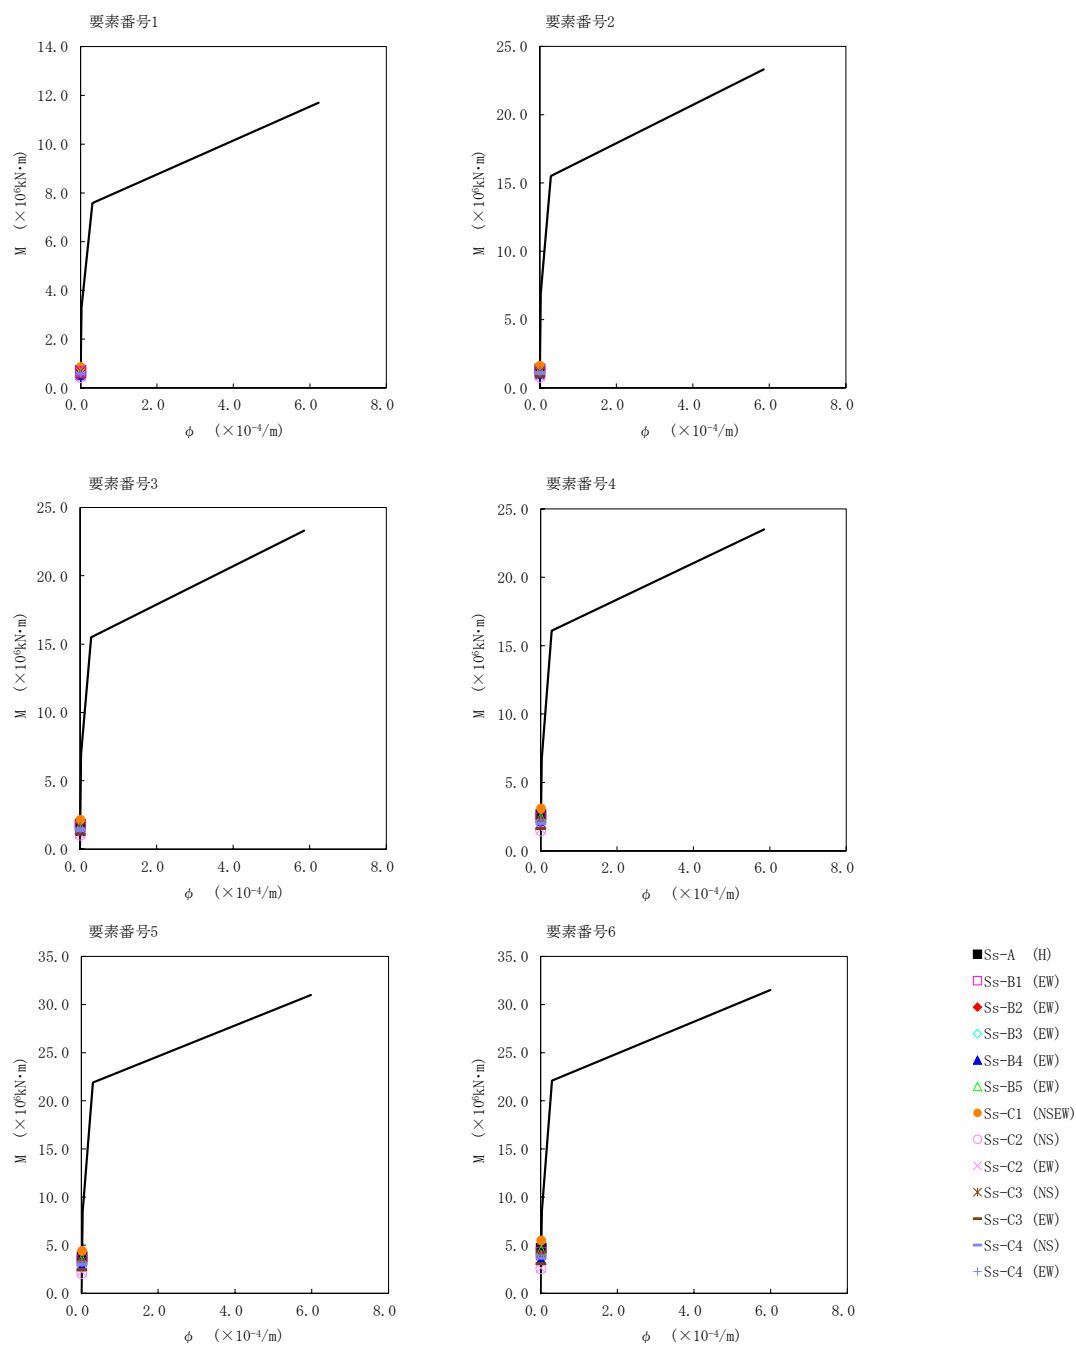 要素番号1
14.0
12.0
10.0
8.0
6.0
4.0
2.0
0.0
M (×10⁶kN・m)
0.0 2.0 4.0 6.0 8.0
φ (×10⁻⁴/m)
要素番号2
25.0
20.0
15.0
10.0
5.0
0.0
M (×10⁶kN・m)
0.0 2.0 4.0 6.0 8.0
φ (×10⁻⁴/m)
要素番号3
25.0
20.0
15.0
10.0
5.0
0.0
M (×10⁶kN・m)
0.0 2.0 4.0 6.0 8.0
φ (×10⁻⁴/m)
要素番号4
25.0
20.0
15.0
10.0
5.0
0.0
M (×10⁶kN・m)
0.0 2.0 4.0 6.0 8.0
φ (×10⁻⁴/m)
要素番号5
35.0
30.0
25.0
20.0
15.0
10.0
5.0
0.0
M (×10⁶kN・m)
0.0 2.0 4.0 6.0 8.0
φ (×10⁻⁴/m)
要素番号6
35.0
30.0
25.0
20.0
15.0
10.0
5.0
0.0
M (×10⁶kN・m)
0.0 2.0 4.0 6.0 8.0
φ (×10⁻⁴/m)
Ss-A (H)
Ss-B1 (EW)
Ss-B2 (EW)
Ss-B3 (EW)
Ss-B4 (EW)
Ss-B5 (EW)
Ss-C1 (NSEW)
Ss-C2 (NS)
Ss-C2 (EW)
Ss-C3 (NS)
Ss-C3 (EW)
Ss-C4 (NS)
Ss-C4 (EW)